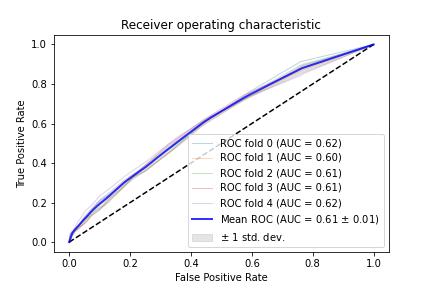 Receiver operating characteristic
True Positive Rate
1.0
0.8
0.6
0.4
0.2
0.0
ROC fold 0 (AUC = 0.62)
ROC fold 1 (AUC = 0.60)
ROC fold 2 (AUC = 0.61)
ROC fold 3 (AUC = 0.61)
ROC fold 4 (AUC = 0.62)
Mean ROC (AUC = 0.61 ± 0.01)
± 1 std. dev.
0.0 0.2 0.4 0.6 0.8 1.0
False Positive Rate